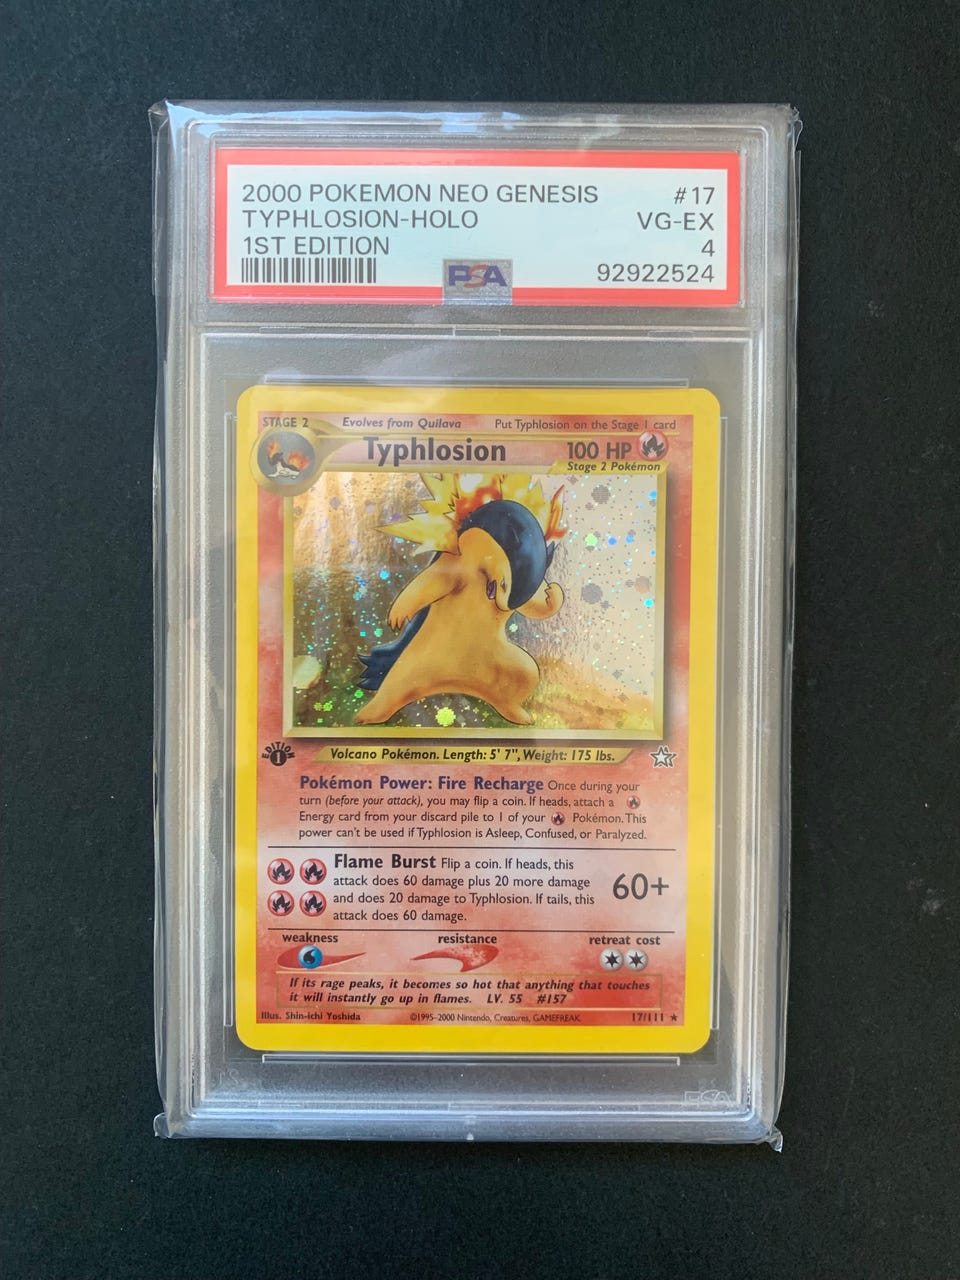 2000 POKEMON NEO GENESIS #17
TYPHLOSION-HOLO VG-EX
1ST EDITION 4
PSA 92922524
STAGE 2 Evolves from Quilava Put Typhlosion on the Stage 1 card
Typhlosion 100 HP
Stage 2 Pokémon
EDITION 1
Volcano Pokémon. Length: 5' 7", Weight: 175 lbs.
Pokémon Power: Fire Recharge Once during your
turn (before your attack), you may flip a coin. If heads, attach a
Energy card from your discard pile to 1 of your Pokémon. This
power can't be used if Typhlosion is Asleep, Confused, or Paralyzed.
Flame Burst Flip a coin. If heads, this
attack does 60 damage plus 20 more damage
and does 20 damage to Typhlosion. If tails, this
attack does 60 damage.
60+
weakness resistance retreat cost
If its rage peaks, it becomes so hot that anything that touches
it will instantly go up in flames. LV. 55 #157
Illus. Shin-ichi Yoshida ©1995-2000 Nintendo, Creatures, GAMEFREAK. 17/111 ★
PSA